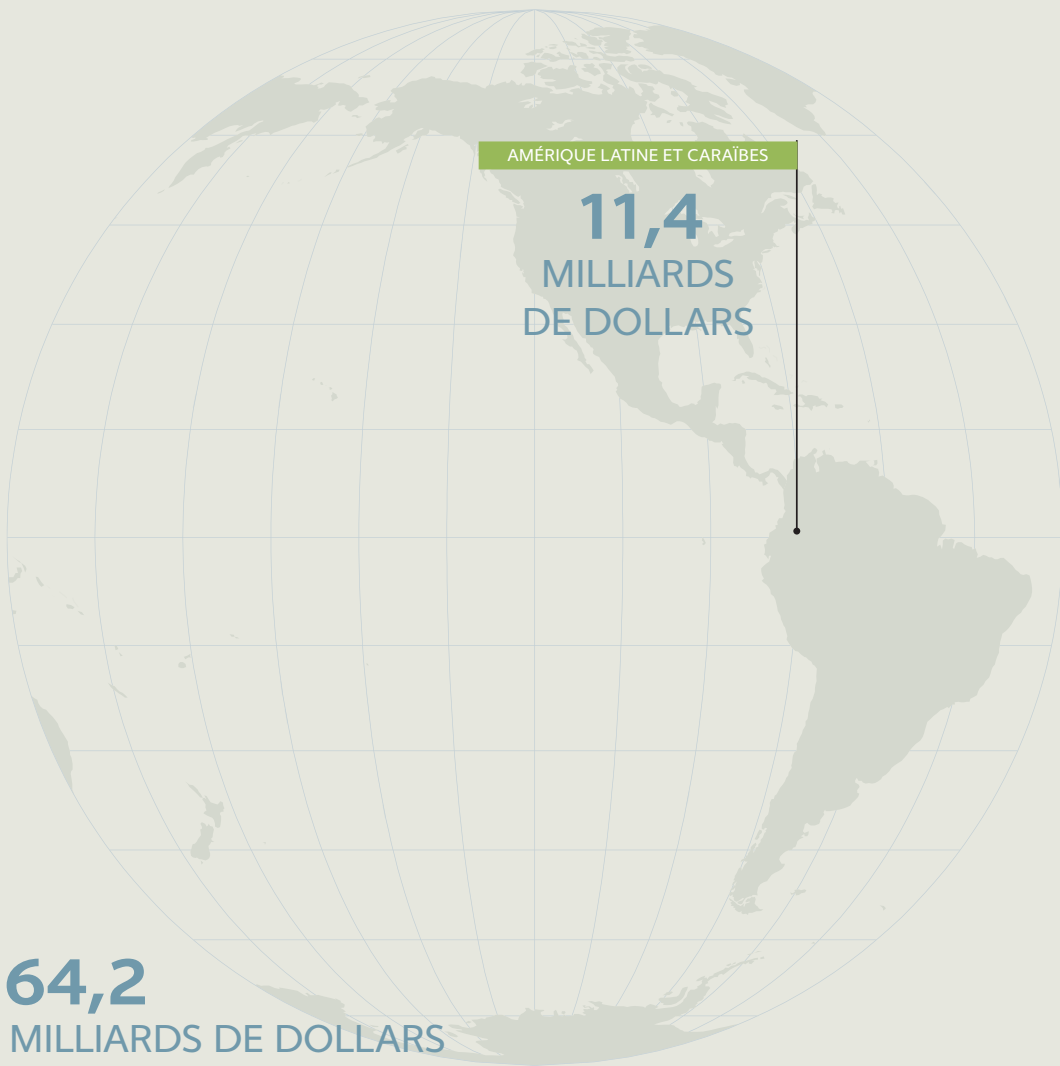 AMÉRIQUE LATINE ET CARAÏBES
11,4
MILLIARDS
DE DOLLARS
64,2
MILLIARDS DE DOLLARS